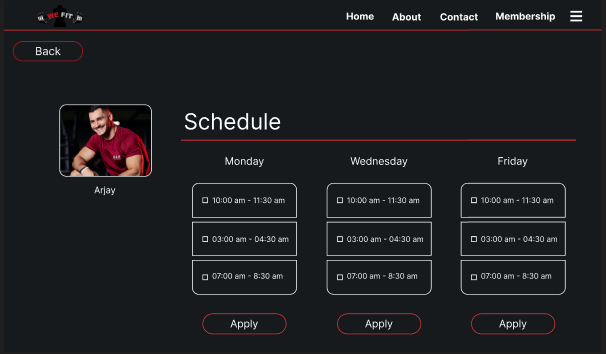 WE FIT
Home About Contact Membership
Back
Schedule
Arjay
Monday Wednesday Friday
10:00 am - 11:30 am 10:00 am - 11:30 am 10:00 am - 11:30 am
03:00 am - 04:30 am 03:00 am - 04:30 am 03:00 am - 04:30 am
07:00 am - 8:30 am 07:00 am - 8:30 am 07:00 am - 8:30 am
Apply Apply Apply